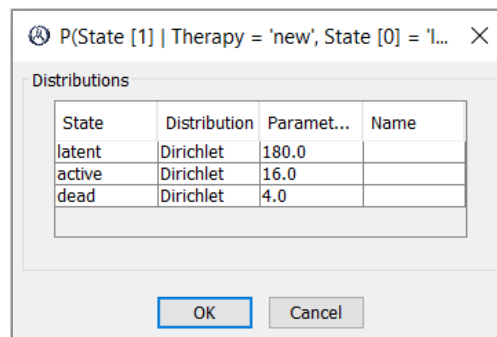 P(State [1] | Therapy = 'new', State [0] = 'l...
Distributions
State Distribution Paramet... Name
latent Dirichlet 180.0
active Dirichlet 16.0
dead Dirichlet 4.0
OK Cancel